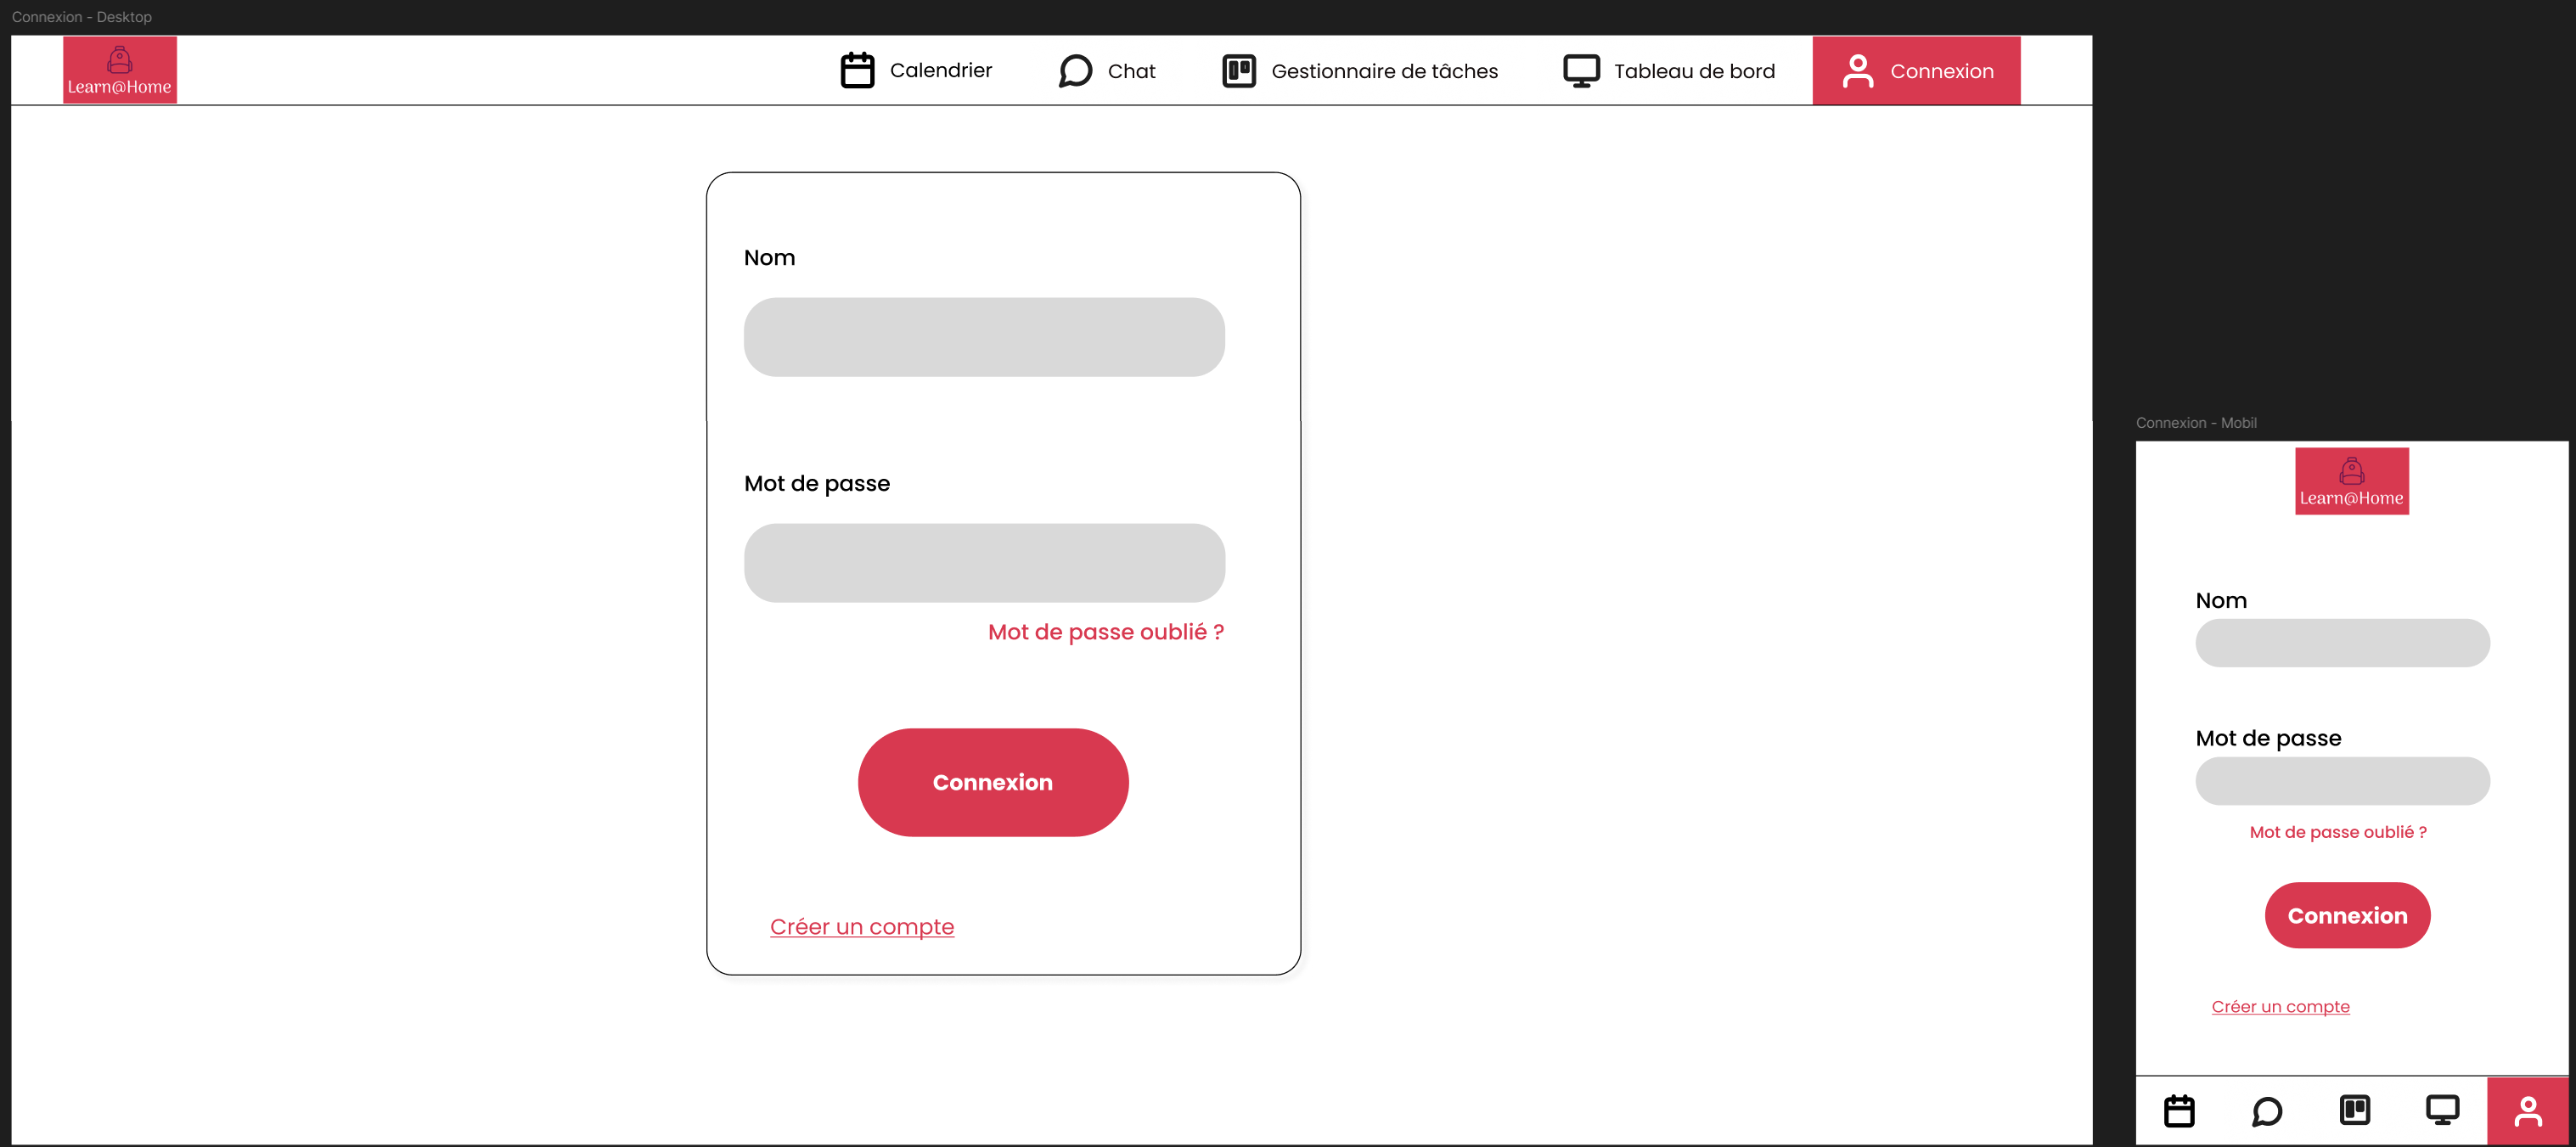 Connexion - Desktop
Learn@Home
Calendrier
Chat
Gestionnaire de tâches
Tableau de bord
Connexion
Nom
Mot de passe
Mot de passe oublié ?
Connexion
Créer un compte
Connexion - Mobil
Learn@Home
Nom
Mot de passe
Mot de passe oublié ?
Connexion
Créer un compte